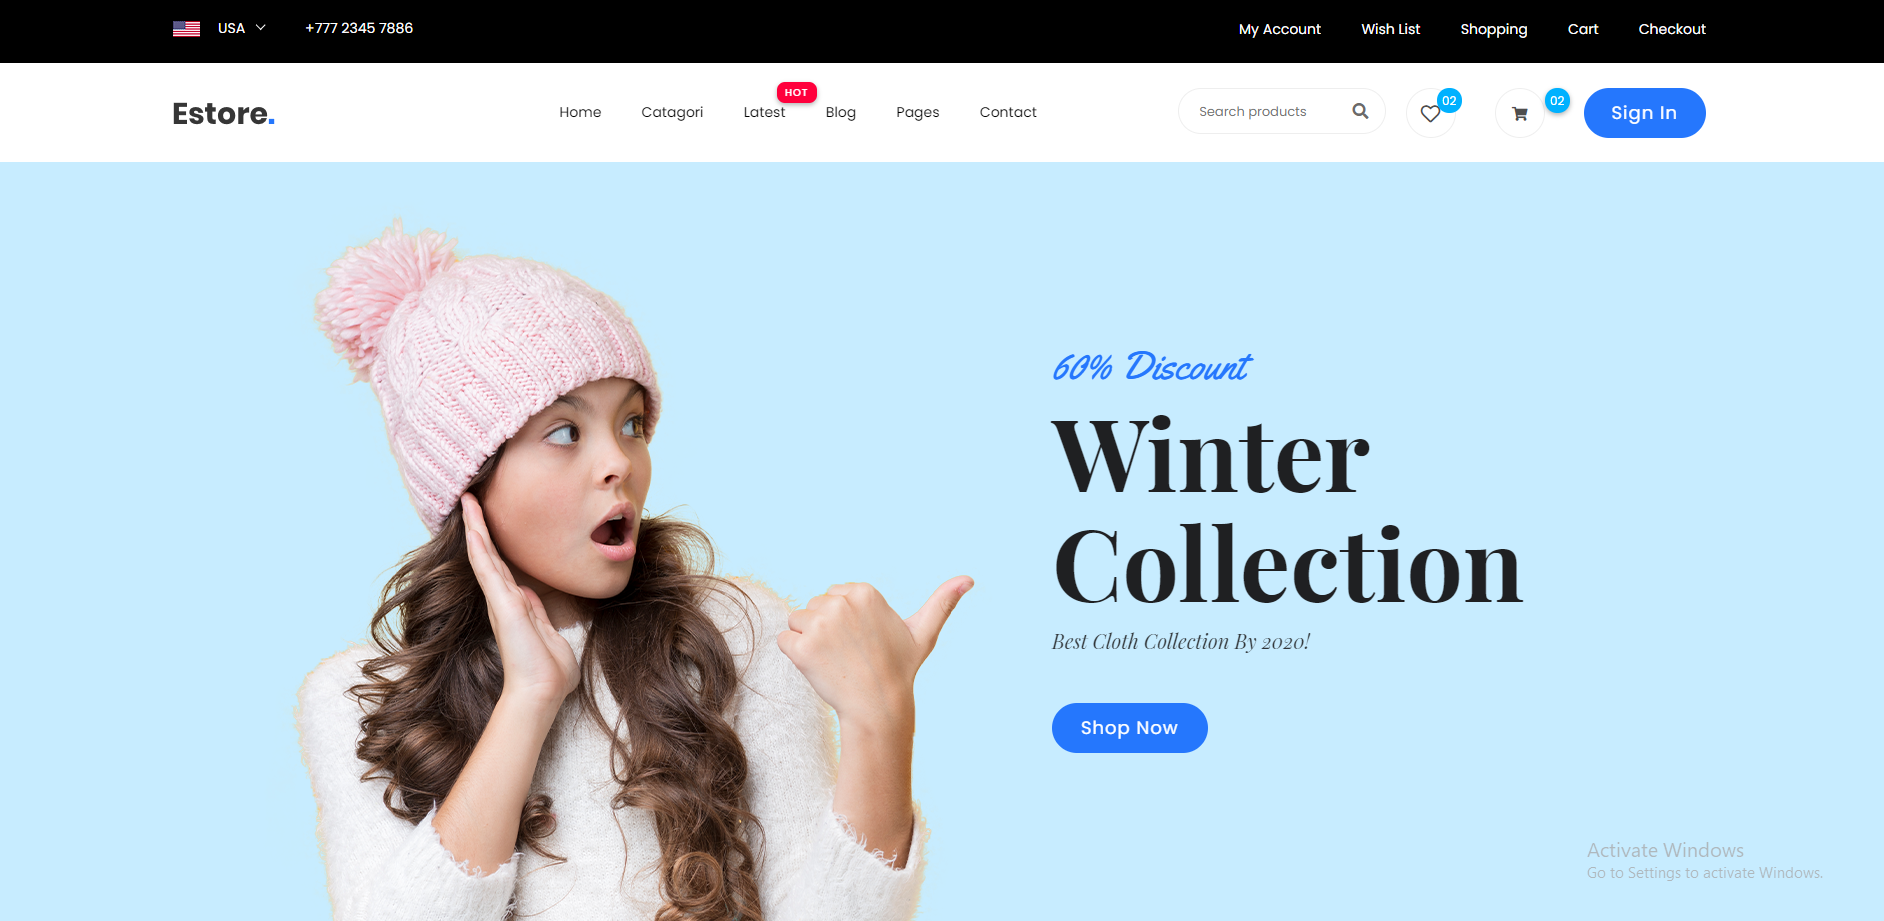 USA +777 2345 7886 My Account Wish List Shopping Cart Checkout
Estore. Home Catagori Latest HOT Blog Pages Contact Search products 02 02 Sign In
60% Discount
Winter
Collection
Best Cloth Collection By 2020!
Shop Now
Activate Windows
Go to Settings to activate Windows.